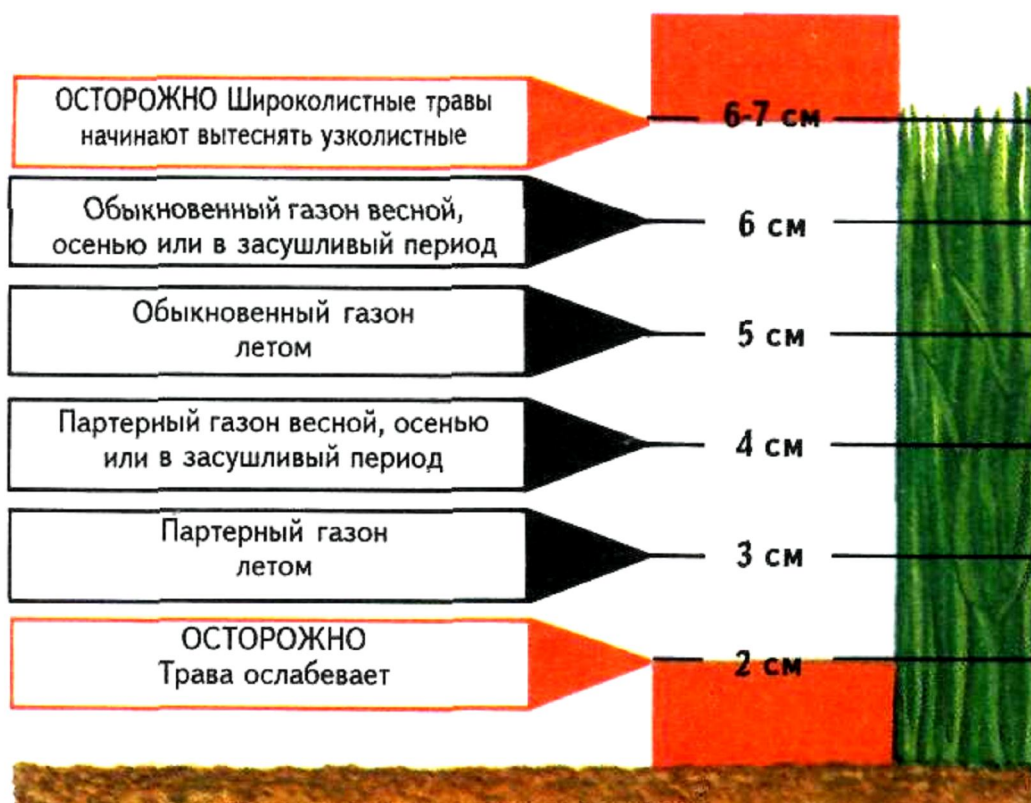 ОСТОРОЖНО Широколистные травы
начинают вытеснять узколистные
6-7 см
Обыкновенный газон весной,
осенью или в засушливый период
6 см
Обыкновенный газон
летом
5 см
Партерный газон весной, осенью
или в засушливый период
4 см
Партерный газон
летом
3 см
ОСТОРОЖНО
Трава ослабевает
2 см